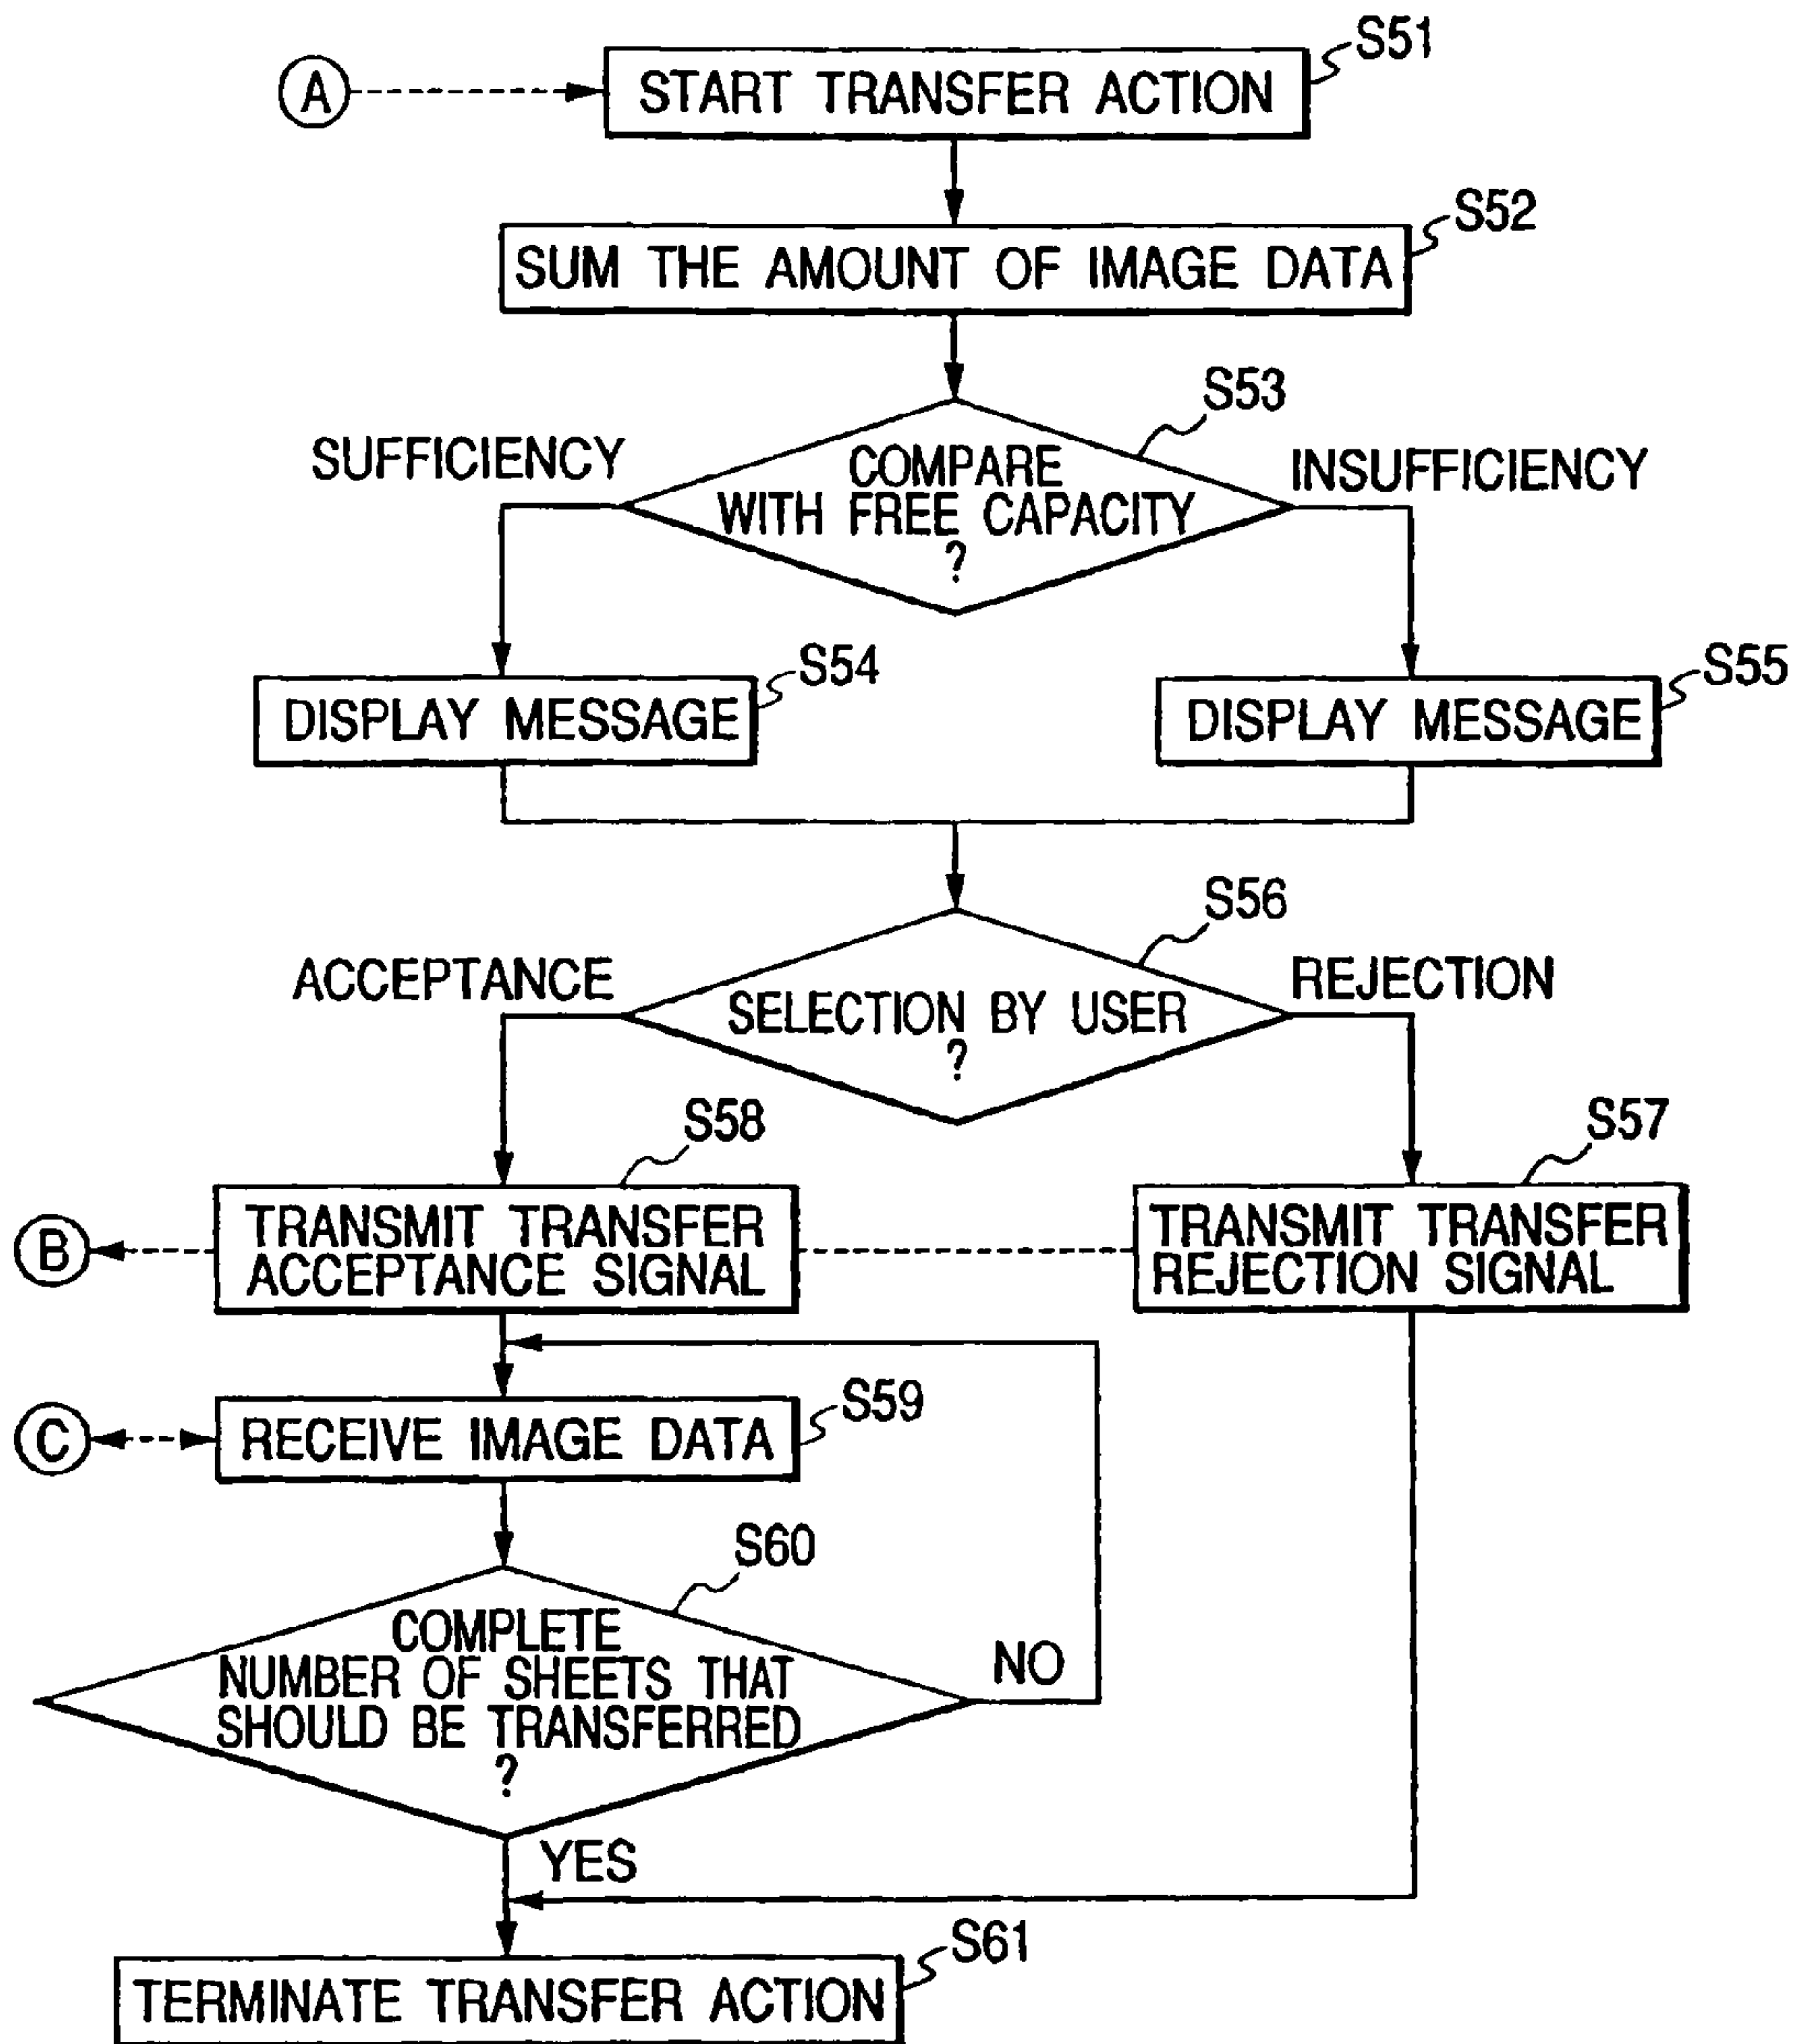 S51
A
START TRANSFER ACTION
S52
SUM THE AMOUNT OF IMAGE DATA
S53
SUFFICIENCY
INSUFFICIENCY
COMPARE
WITH FREE CAPACITY
?
S54
S55
DISPLAY MESSAGE
DISPLAY MESSAGE
S56
ACCEPTANCE
REJECTION
SELECTION BY USER
?
S58
S57
B
TRANSMIT TRANSFER
ACCEPTANCE SIGNAL
TRANSMIT TRANSFER
REJECTION SIGNAL
S59
C
RECEIVE IMAGE DATA
S60
COMPLETE
NUMBER OF SHEETS THAT
SHOULD BE TRANSFERRED
?
NO
YES
S61
TERMINATE TRANSFER ACTION